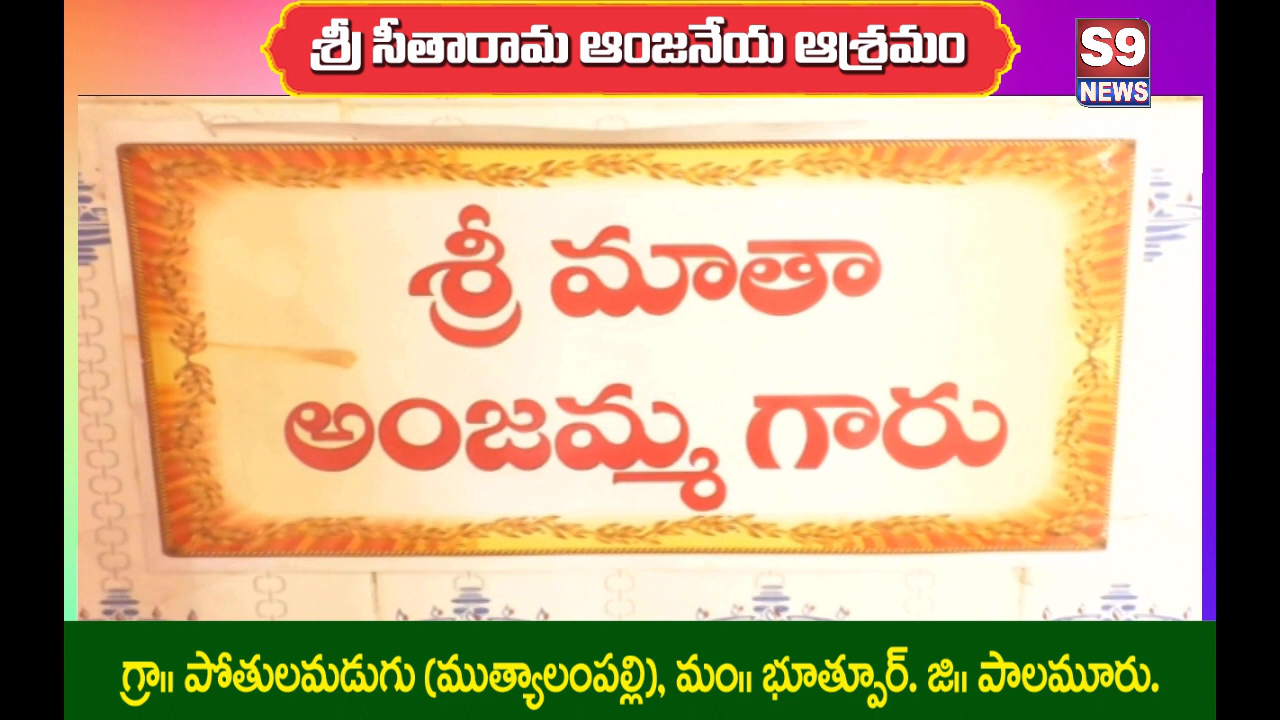 శ్రీ సీతారామ ఆంజనేయ ఆశ్రమం
S9
NEWS
శ్రీ మాతా
అంజమ్మ గారు
గ్రా॥ పోతులమడుగు (ముత్యాలంపల్లి), మం॥ భూత్పూర్. జి॥ పాలమూరు.